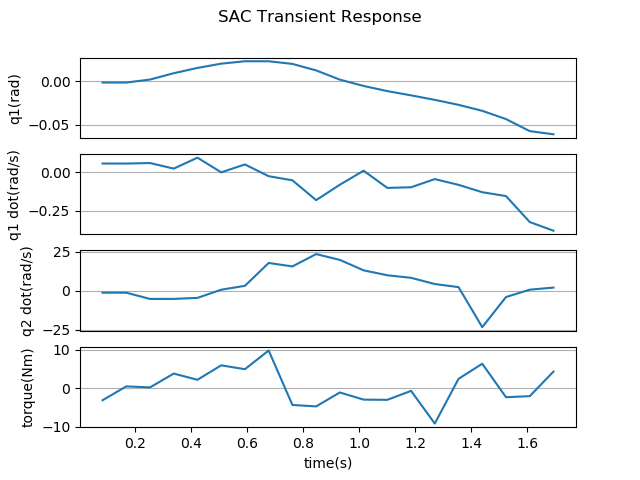 SAC Transient Response
q1(rad)
0.00
−0.05
q1 dot(rad/s)
0.00
−0.25
q2 dot(rad/s)
25
0
−25
torque(Nm)
10
0
−10
0.2 0.4 0.6 0.8 1.0 1.2 1.4 1.6
time(s)